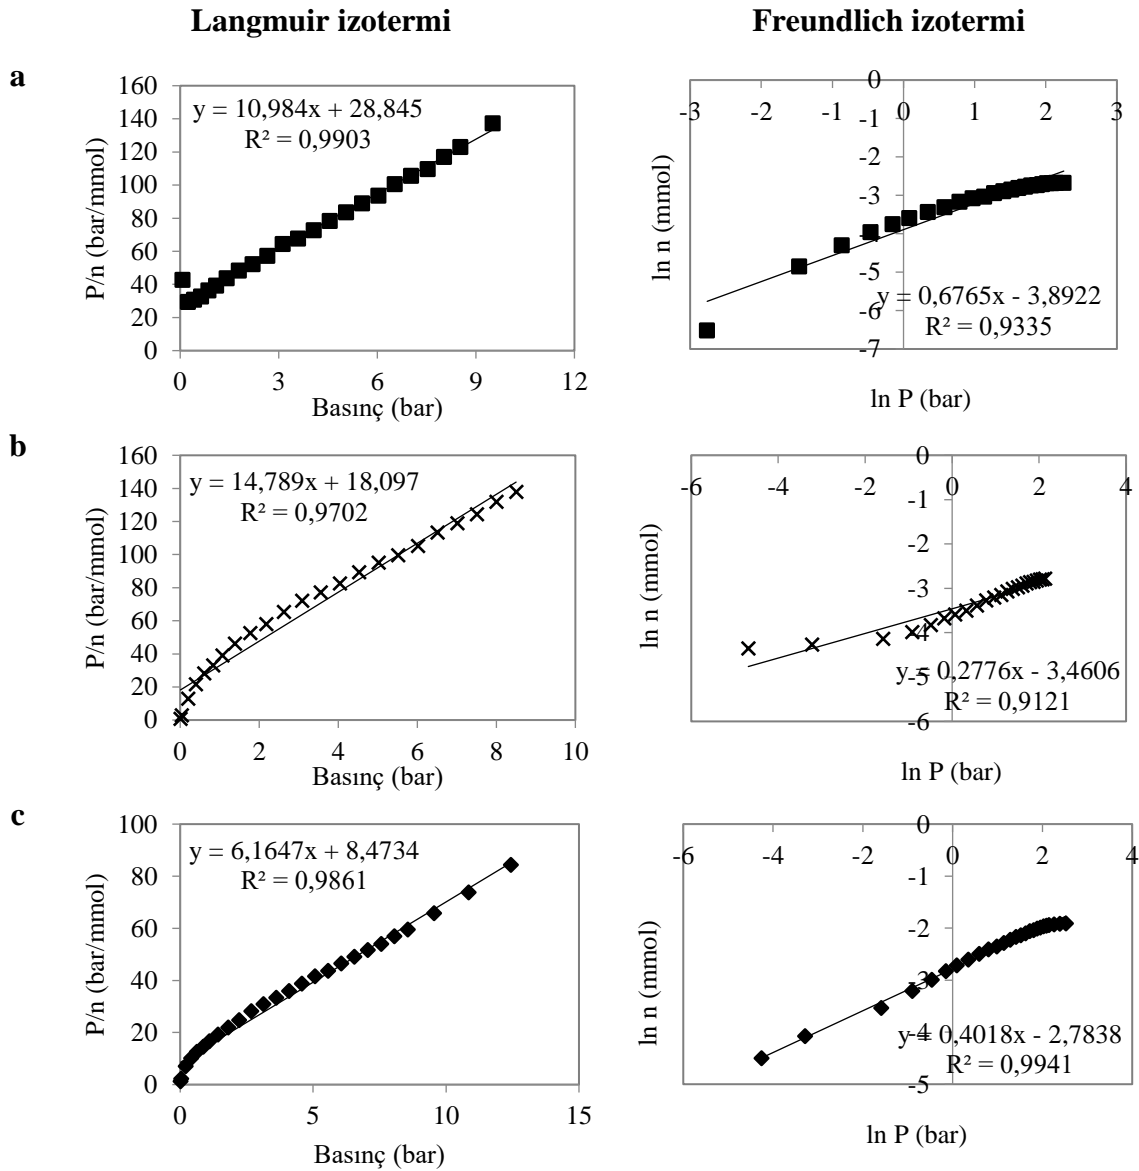 Langmuir izotermi
Freundlich izotermi
a
160
140
120
100
80
60
40
20
0
0
3
6
9
12
P/n (bar/mmol)
Basınç (bar)
y = 10,984x + 28,845
R² = 0,9903
0
-1
-2
-3
-4
-5
-6
-7
-3
-2
-1
0
1
2
3
ln n (mmol)
ln P (bar)
y = 0,6765x - 3,8922
R² = 0,9335
b
160
140
120
100
80
60
40
20
0
0
2
4
6
8
10
P/n (bar/mmol)
Basınç (bar)
y = 14,789x + 18,097
R² = 0,9702
0
-1
-2
-3
-4
-5
-6
-6
-4
-2
0
2
4
ln n (mmol)
ln P (bar)
y = 0,2776x - 3,4606
R² = 0,9121
c
100
80
60
40
20
0
0
5
10
15
P/n (bar/mmol)
Basınç (bar)
y = 6,1647x + 8,4734
R² = 0,9861
0
-1
-2
-3
-4
-5
-6
-4
-2
0
2
4
ln n (mmol)
ln P (bar)
y = 0,4018x - 2,7838
R² = 0,9941